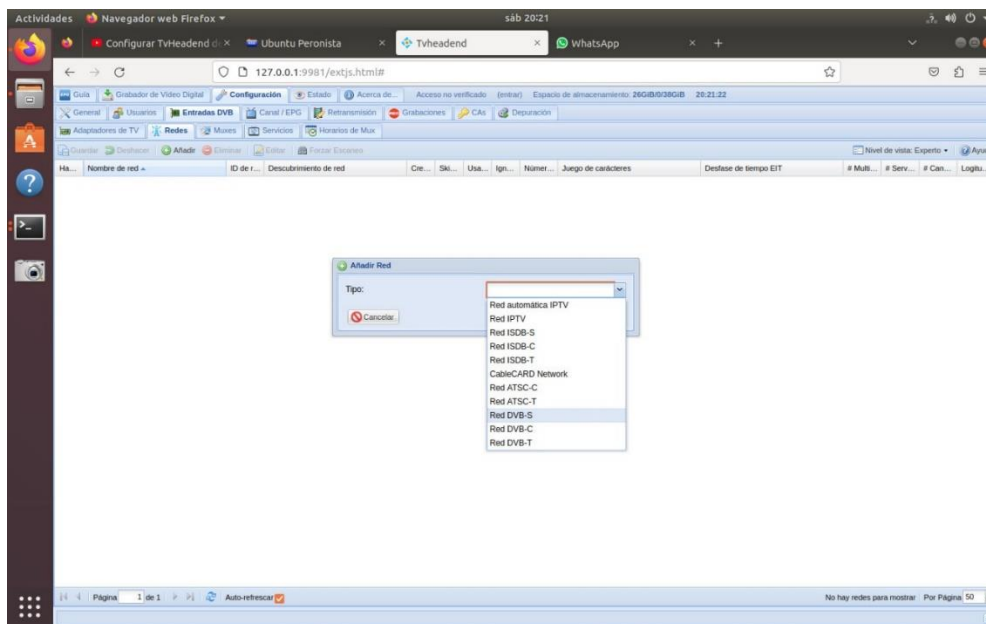 Actividades Navegador web Firefox sáb 20:21
Configurar TvHeadend d Ubuntu Peronista Tvheadend WhatsApp
127.0.0.1:9981/extjs.html#
Guía Grabador de Vídeo Digital Configuración Estado Acerca de... Acceso no verificado (entrar) Espacio de almacenamiento: 26GiB/0/38GiB 20:21:22
General Usuarios Entradas DVB Canal / EPG Retransmisión Grabaciones CAs Depuración
Adaptadores de TV Redes Muxes Servicios Horarios de Mux
Guardar Deshacer Añadir Eliminar Editar Forzar Escaneo Nivel de vista: Experto Ayu
Ha... Nombre de red ID de r... Descubrimiento de red Cre... Ski... Usa... Ign... Númer... Juego de carácteres Desfase de tiempo EIT # Multi... # Serv... # Can... Logitu...
Añadir Red
Tipo:
Cancelar
Red automática IPTV
Red IPTV
Red ISDB-S
Red ISDB-C
Red ISDB-T
CableCARD Network
Red ATSC-C
Red ATSC-T
Red DVB-S
Red DVB-C
Red DVB-T
Página 1 de 1 Auto-refrescar No hay redes para mostrar Por Página 50